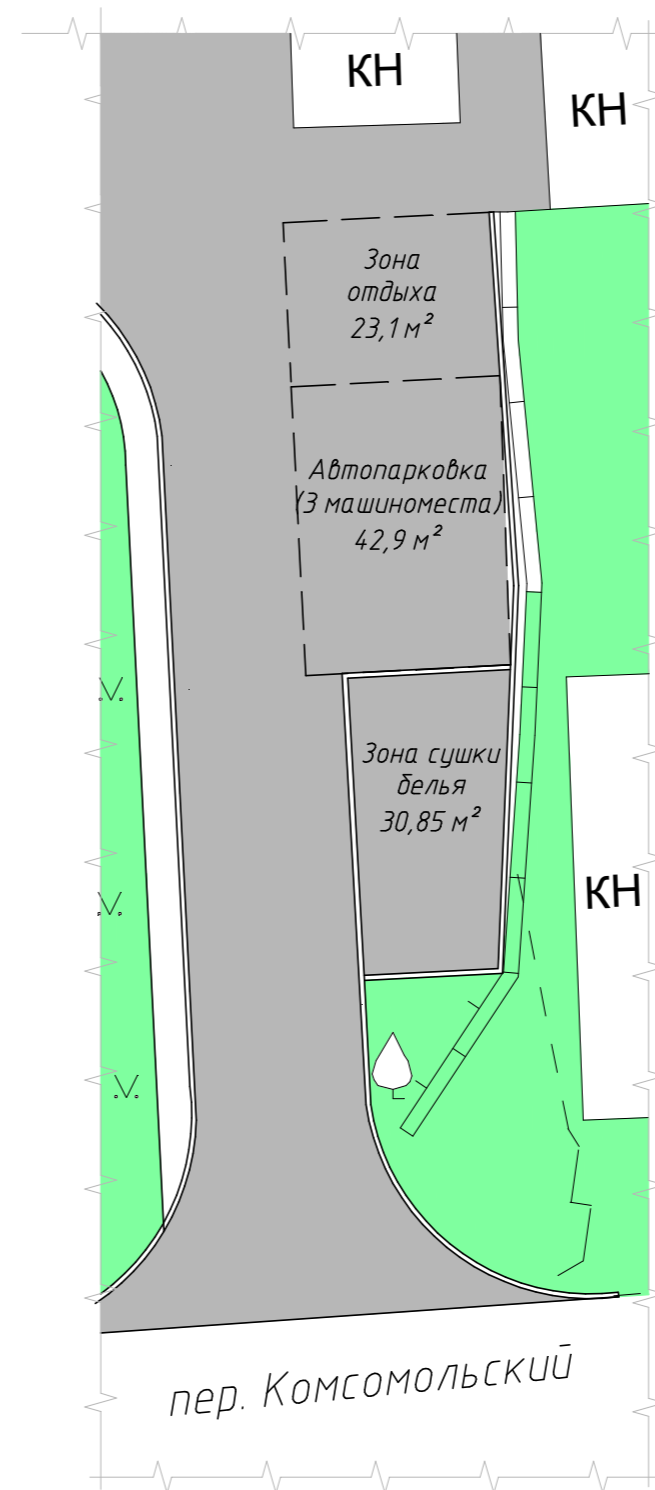 КН
КН
Зона
отдыха
23,1 м²
Автопарковка
(3 машиноместа)
42,9 м²
Зона сушки
белья
30,85 м²
КН
пер. Комсомольский